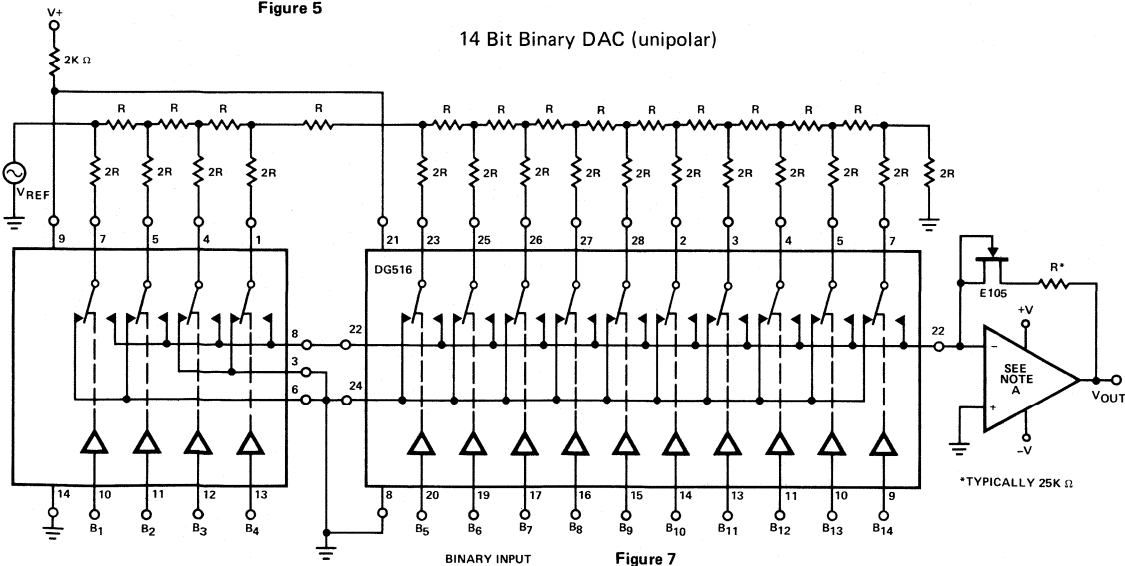 Figure 5
V+
14 Bit Binary DAC (unipolar)
2K Ω
R R R R R R R R R R R R R
2R 2R 2R 2R 2R 2R 2R 2R 2R 2R 2R 2R 2R 2R 2R
VREF
9 7 5 4 1 21 23 25 26 27 28 2 3 4 5 7
DG516
R*
E105
8 22 22
+V
3
6 24
−
SEE
NOTE
A
+
VOUT
−V
*TYPICALLY 25K Ω
14 10 11 12 13 8 20 19 17 16 15 14 13 11 10 9
B1 B2 B3 B4 B5 B6 B7 B8 B9 B10 B11 B12 B13 B14
BINARY INPUT
Figure 7